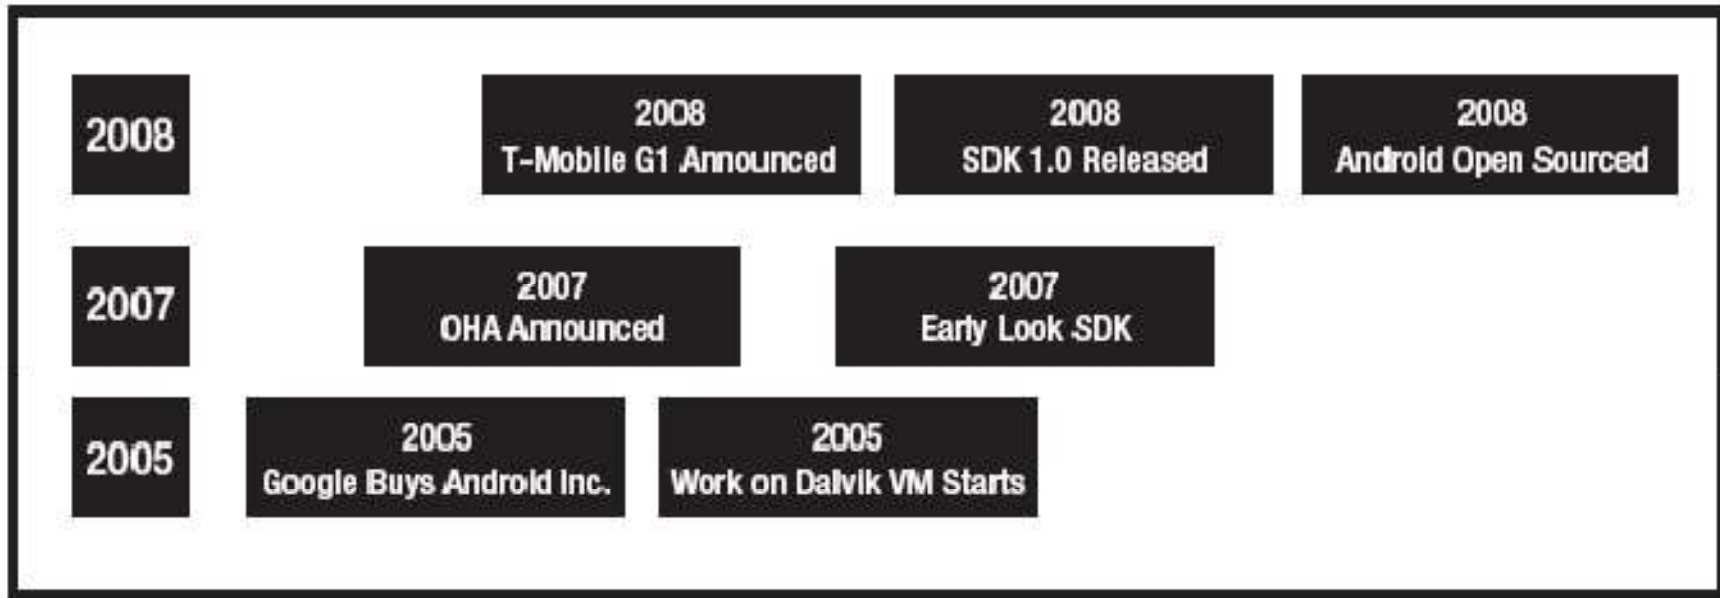 2008
2008
T-Mobile G1 Announced
2008
SDK 1.0 Released
2008
Android Open Sourced
2007
2007
OHA Announced
2007
Early Look SDK
2005
2005
Google Buys Android Inc.
2005
Work on Dalvik VM Starts